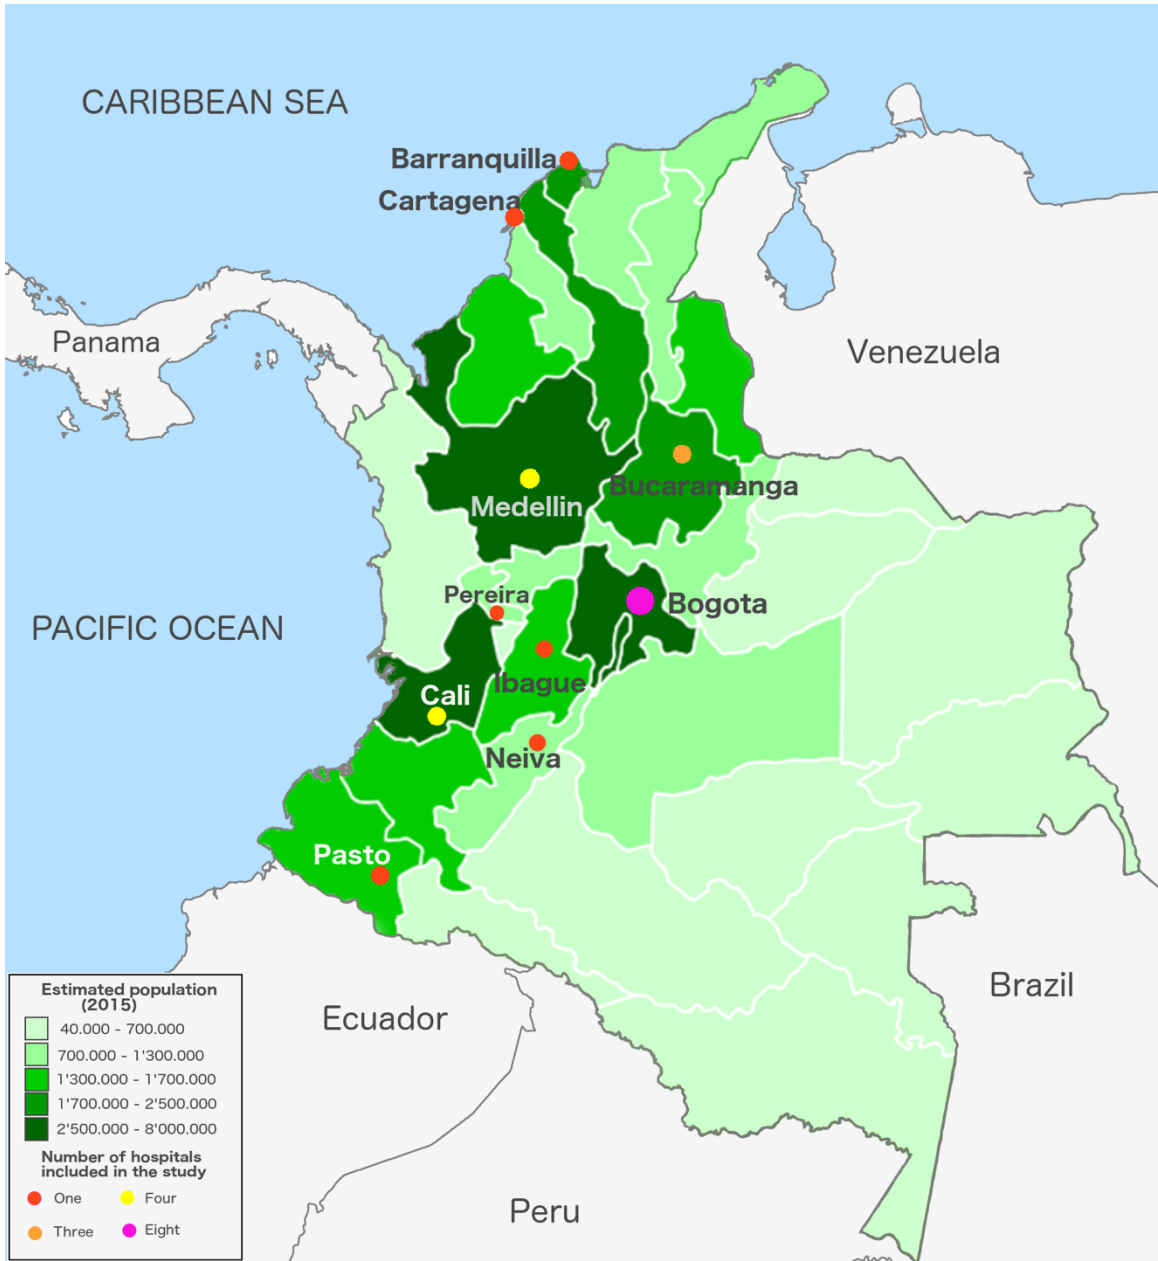 CARIBBEAN SEA
Barranquilla
Cartagena
Panama
Venezuela
Bucaramanga
Medellin
Pereira
Bogota
PACIFIC OCEAN
Ibague
Cali
Neiva
Pasto
Brazil
Ecuador
Peru
Estimated population
(2015)
40.000 - 700.000
700.000 - 1'300.000
1'300.000 - 1'700.000
1'700.000 - 2'500.000
2'500.000 - 8'000.000
Number of hospitals
included in the study
One
Four
Three
Eight